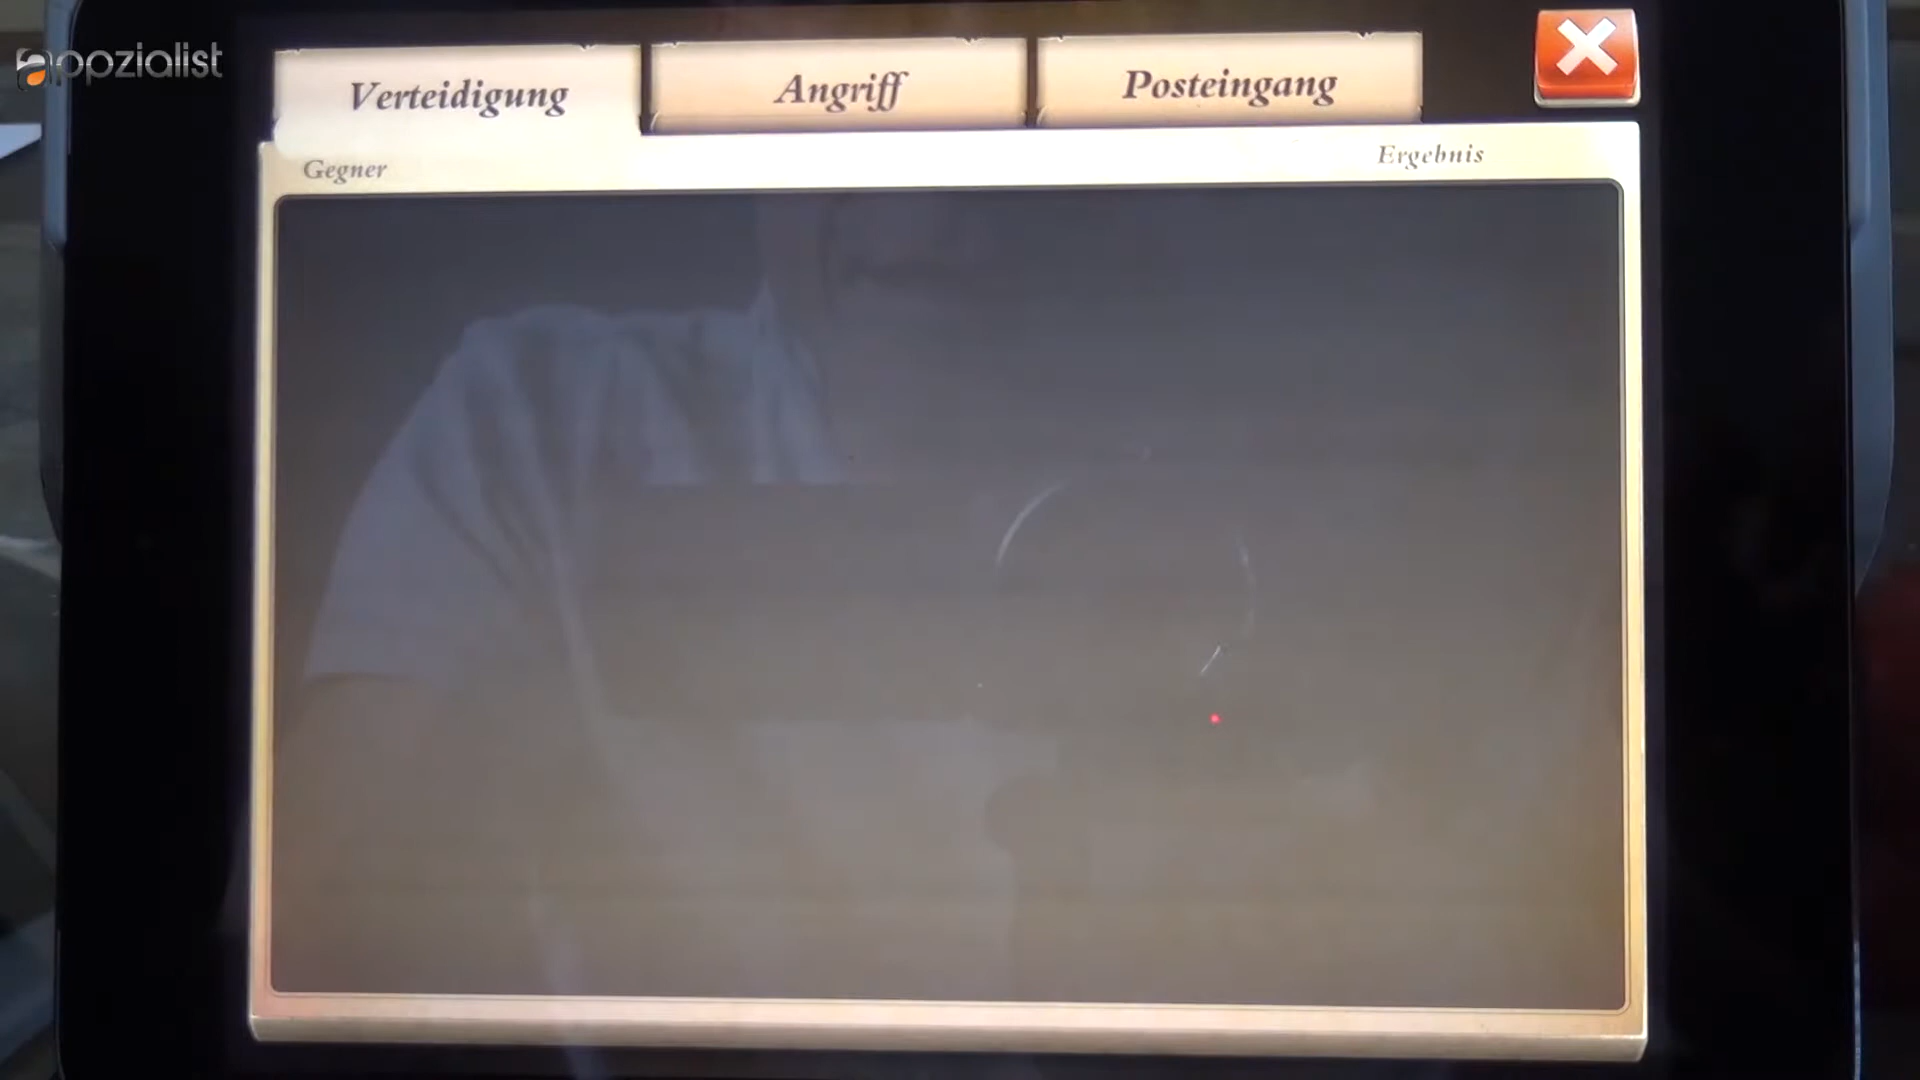 appzialist
Verteidigung
Angriff
Posteingang
Gegner
Ergebnis